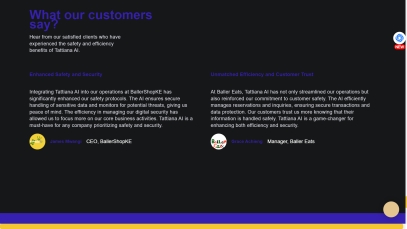 What our customers
say?
Hear from our satisfied clients who have
experienced the safety and efficiency
benefits of Tattiana AI.
Enhanced Safety and Security
Integrating Tattiana AI into our operations at BallerShopKE has
significantly enhanced our safety protocols. The AI ensures secure
handling of sensitive data and monitors for potential threats, giving us
peace of mind. The efficiency in managing our digital security has
allowed us to focus more on our core business activities. Tattiana AI is a
must-have for any company prioritizing safety and security.
CEO, BallerShopKE
Unmatched Efficiency and Customer Trust
At Baller Eats, Tattiana AI has not only streamlined our operations but
also reinforced our commitment to customer safety. The AI efficiently
manages reservations and inquiries, ensuring secure transactions and
data protection. Our customers trust us more knowing that their
information is handled safely. Tattiana AI is a game-changer for
enhancing both efficiency and security.
Manager, Baller Eats
NEW